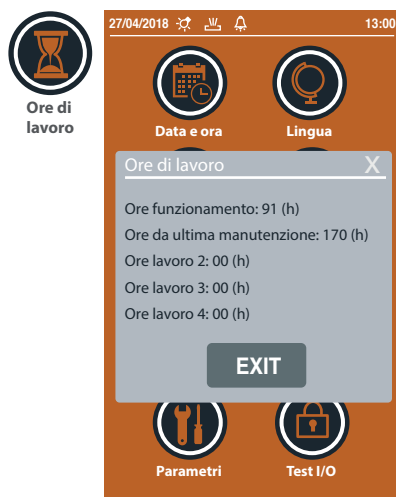 Ore di
lavoro
27/04/2018
13:00
Data e ora
Lingua
Ore di lavoro
X
Ore funzionamento: 91 (h)
Ore da ultima manutenzione: 170 (h)
Ore lavoro 2: 00 (h)
Ore lavoro 3: 00 (h)
Ore lavoro 4: 00 (h)
EXIT
Parametri
Test I/O